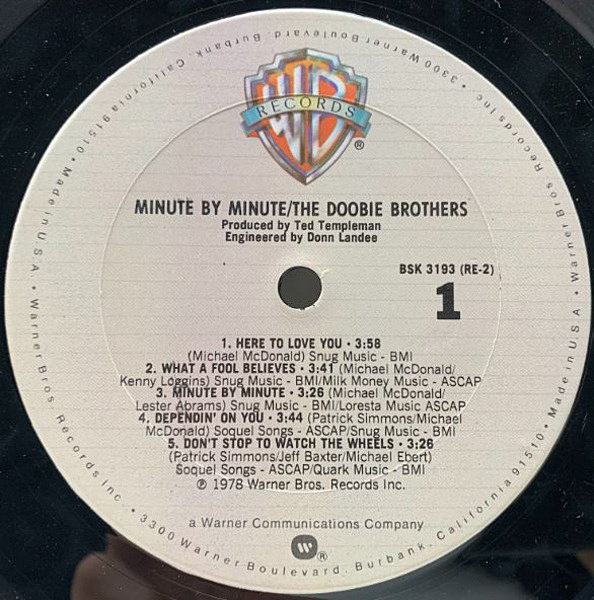 3300 Warner Boulevard Burbank, California 91510 • Made in U.S.A. • Warner Bros. Records Inc. • 3300 Warner Boulevard, Burbank, California 91510 • Made in U.S.A. • Warner Bros. Records Inc. •
WB
RECORDS
®
MINUTE BY MINUTE/THE DOOBIE BROTHERS
Produced by Ted Templeman
Engineered by Donn Landee
BSK 3193 (RE-2)
1
1. HERE TO LOVE YOU • 3:58
(Michael McDonald) Snug Music - BMI
2. WHAT A FOOL BELIEVES • 3:41 (Michael McDonald/
Kenny Loggins) Snug Music - BMI/Milk Money Music - ASCAP
3. MINUTE BY MINUTE • 3:26 (Michael McDonald/
Lester Abrams) Snug Music - BMI/Loresta Music ASCAP
4. DEPENDIN' ON YOU • 3:44 (Patrick Simmons/Michael
McDonald) Soquel Songs - ASCAP/Snug Music - BMI
5. DON'T STOP TO WATCH THE WHEELS • 3:26
(Patrick Simmons/Jeff Baxter/Michael Ebert)
Soquel Songs - ASCAP/Quark Music - BMI
℗ 1978 Warner Bros. Records Inc.
a Warner Communications Company
®